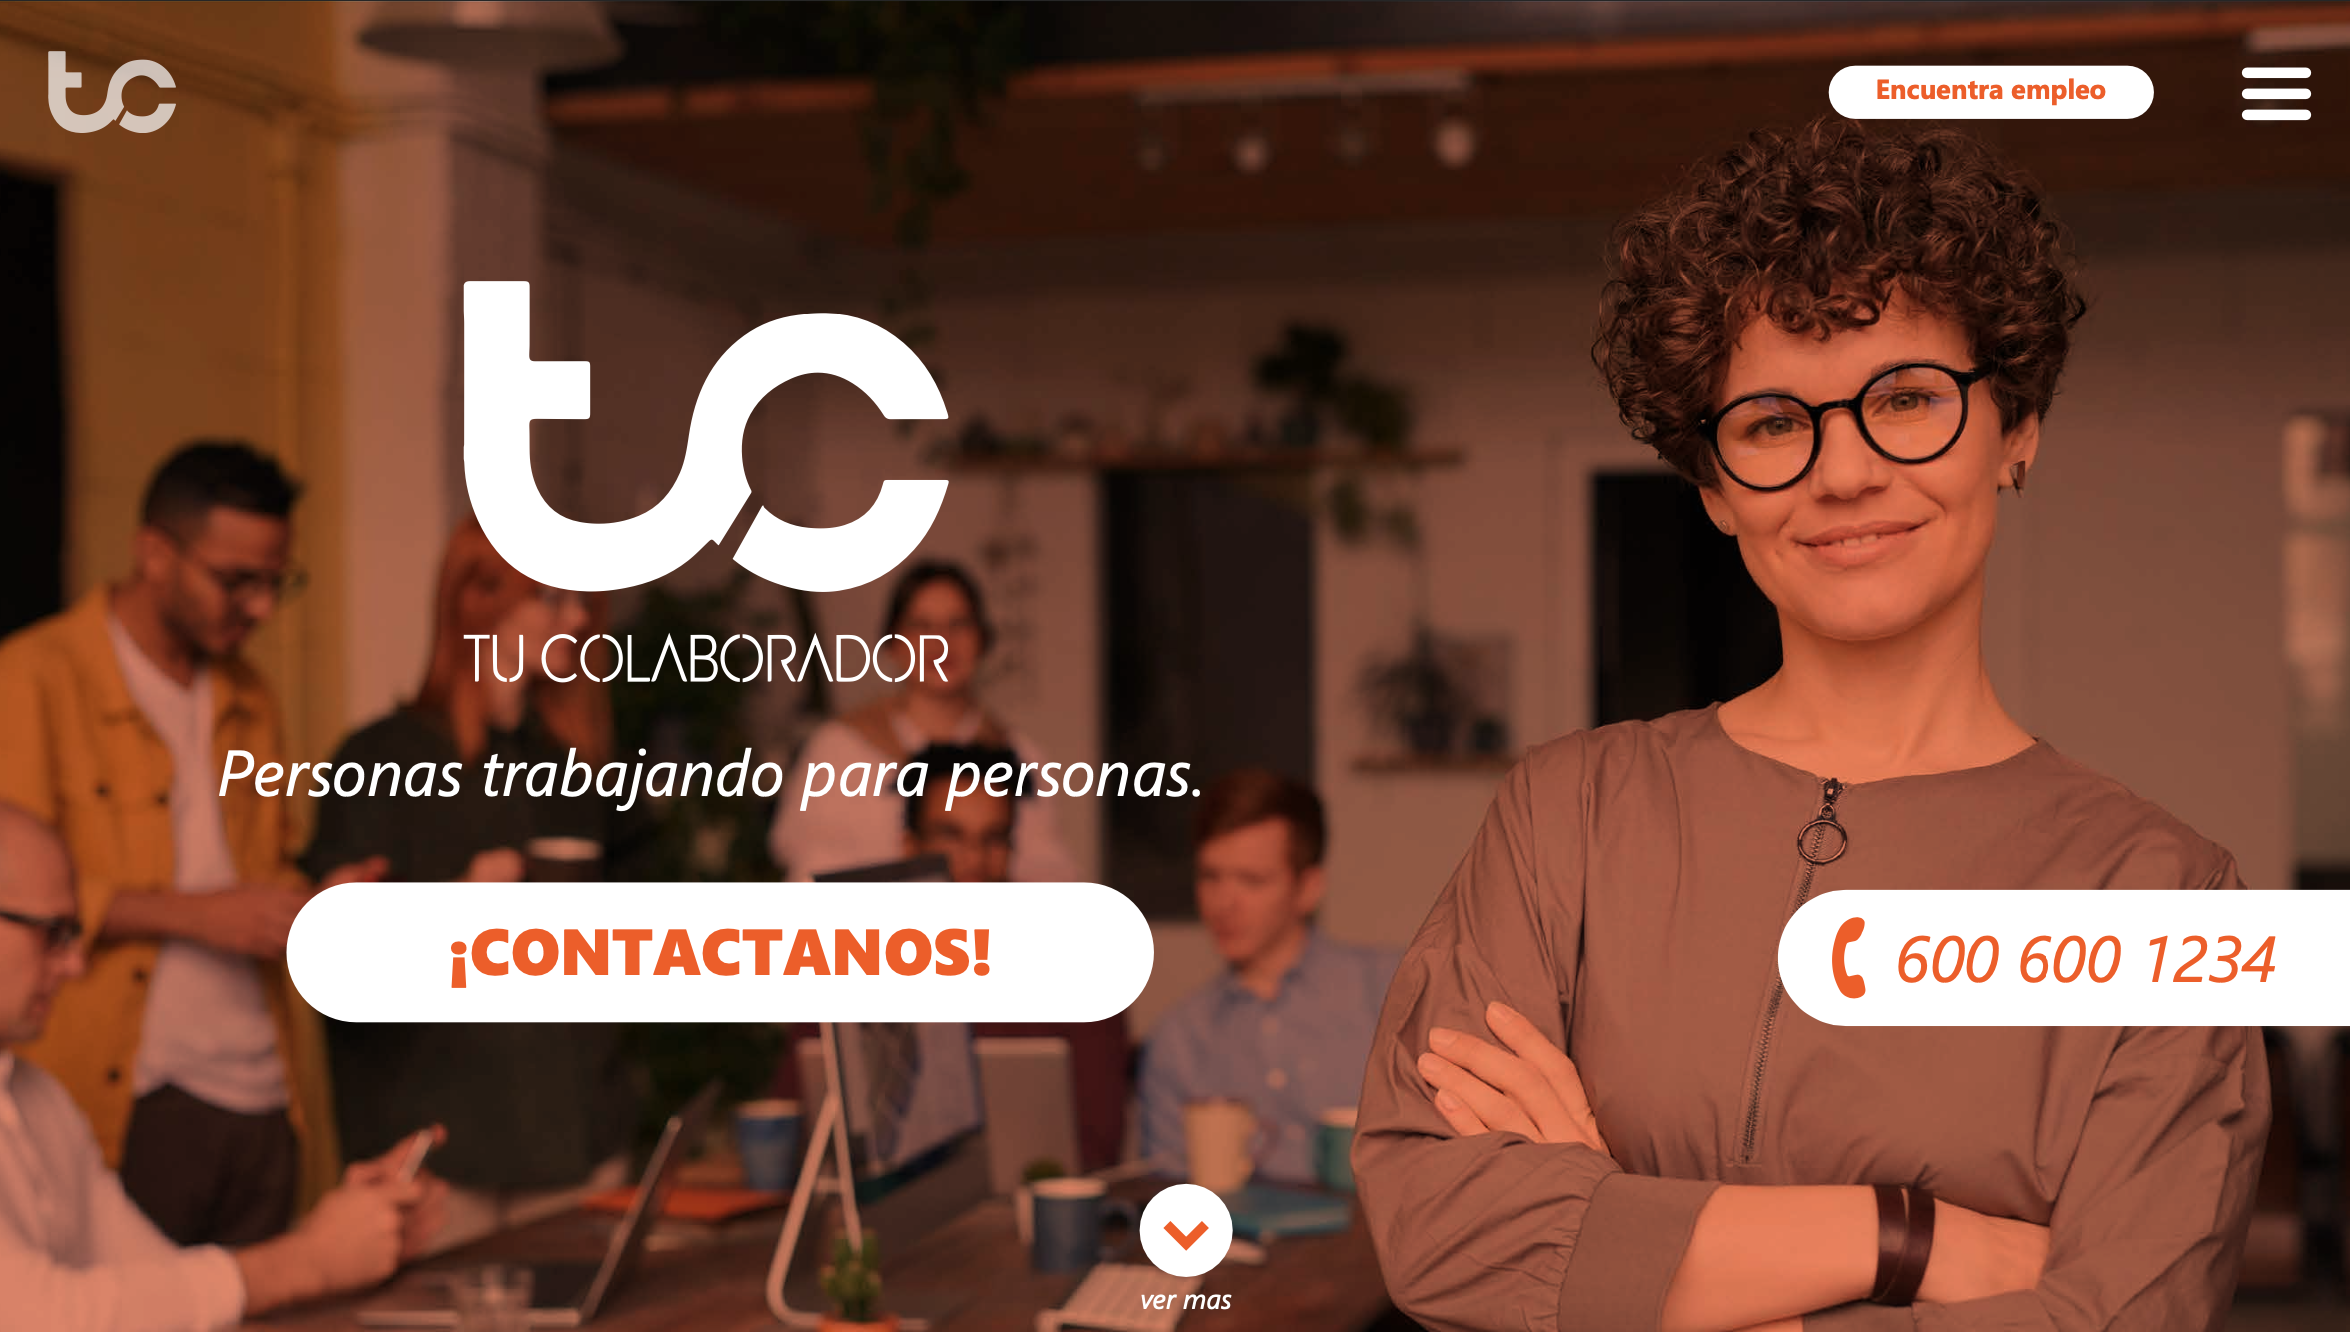 tc
Encuentra empleo
tc
TU COLABORADOR
Personas trabajando para personas.
¡CONTACTANOS!
600 600 1234
ver mas